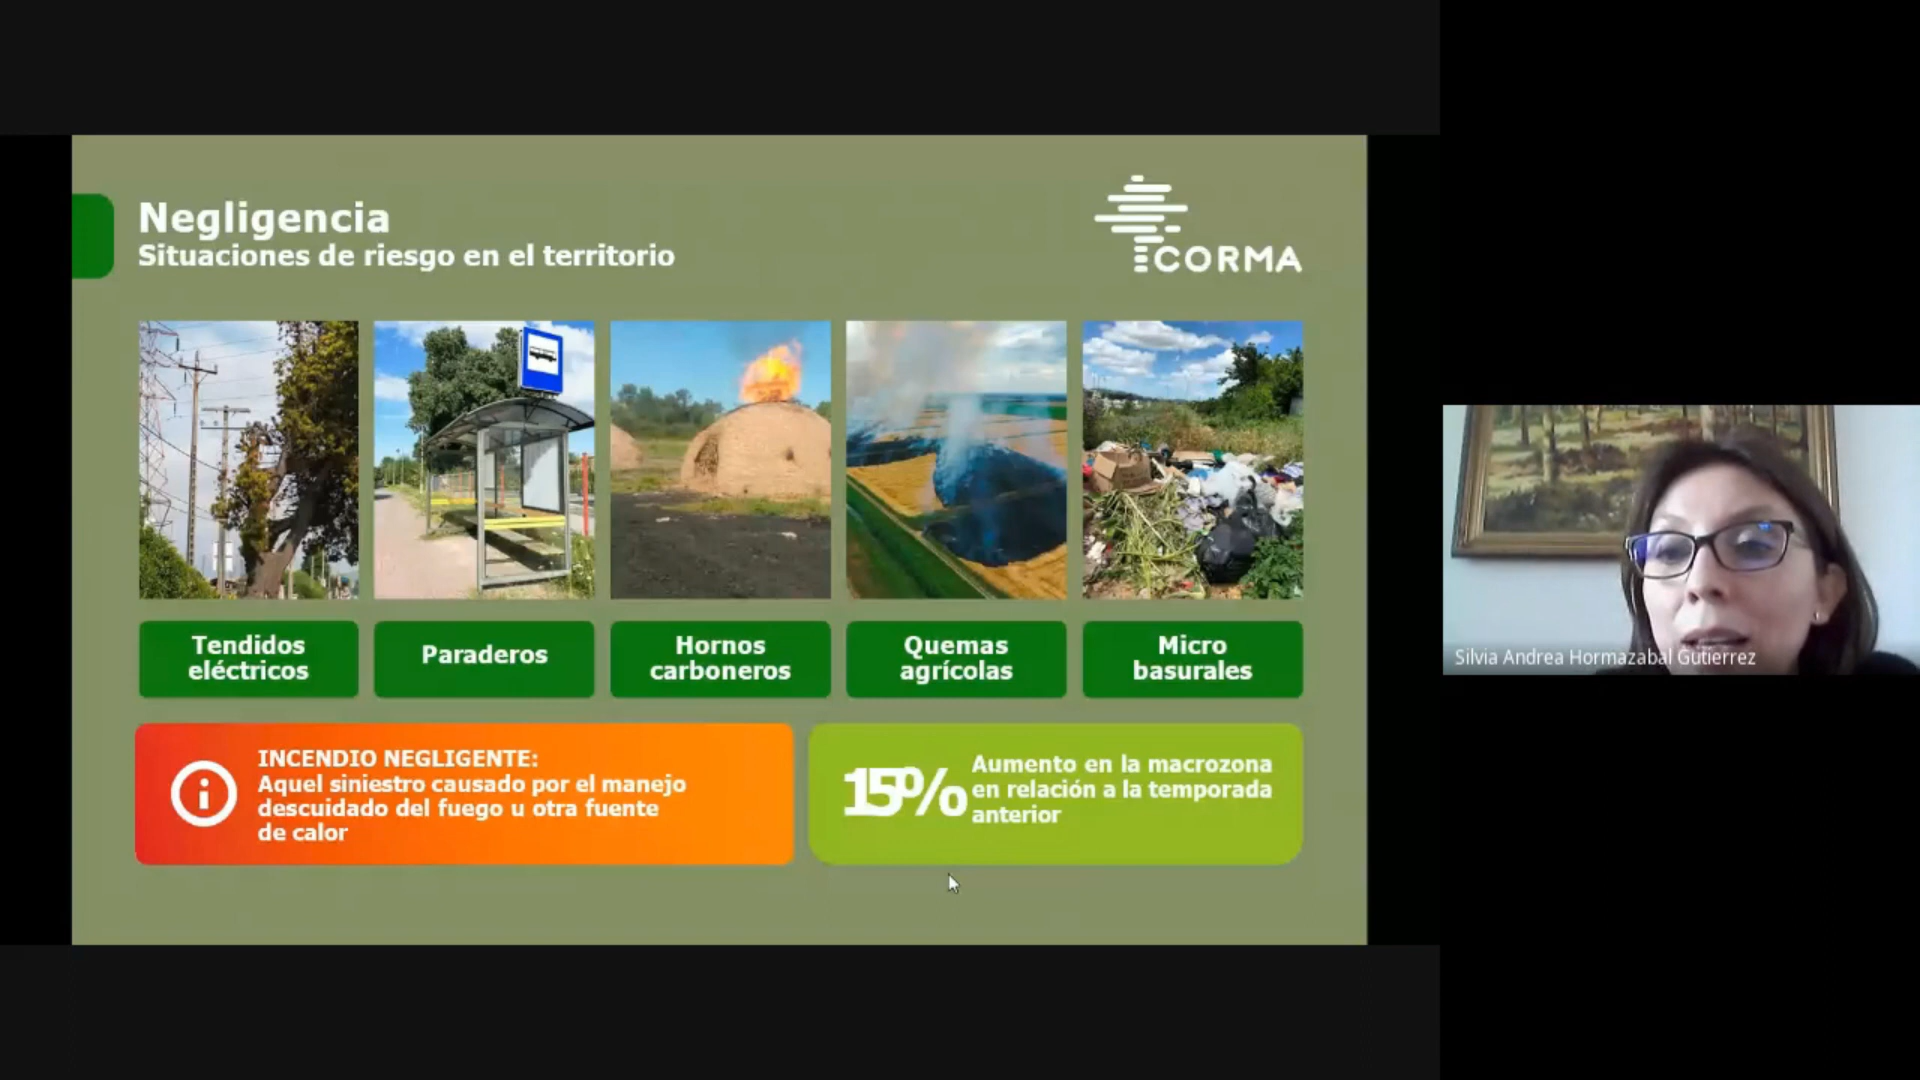 Negligencia
Situaciones de riesgo en el territorio
CORMA
Tendidos
eléctricos
Paraderos
Hornos
carboneros
Quemas
agrícolas
Micro
basurales
INCENDIO NEGLIGENTE:
Aquel siniestro causado por el manejo
descuidado del fuego u otra fuente
de calor
15%
Aumento en la macrozona
en relación a la temporada
anterior
Silvia Andrea Hormazabal Gutierrez